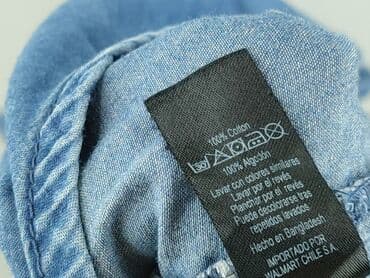 100% Cotton
100% Algodón
Lavar con colores similares
Lavar por el revés
Planchar por el revés
Puede decolorarse tras
repetidos lavados
Hecho en Bangladesh
IMPORTADO POR
WALMART CHILE S.A.